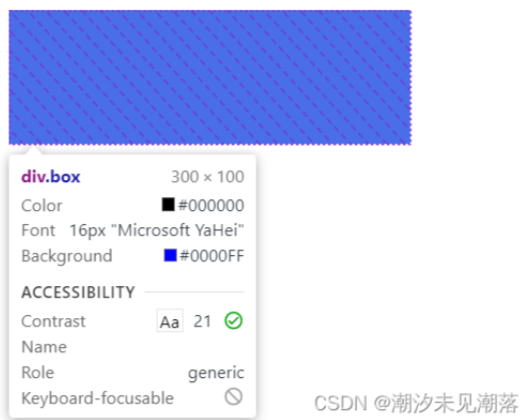 div.box 300 × 100
Color #000000
Font 16px "Microsoft YaHei"
Background #0000FF
ACCESSIBILITY
Contrast Aa 21
Name
Role generic
Keyboard-focusable
CSDN @潮汐未见潮落